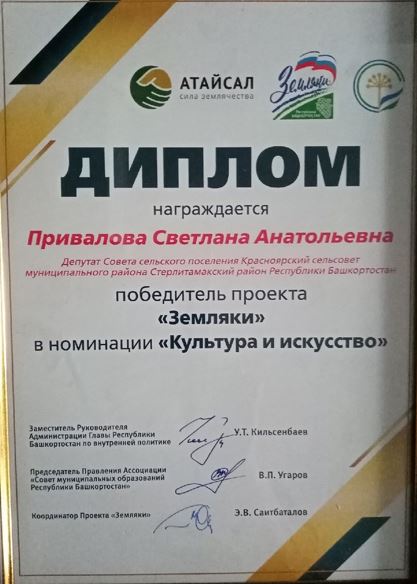 АТАЙСАЛ
сила землячества
Земляки
Республика
БАШКОРТОСТАН
ДИПЛОМ
награждается
Привалова Светлана Анатольевна
Депутат Совета сельского поселения Красноярский сельсовет
муниципального района Стерлитамакский район Республики Башкортостан
победитель проекта
«Земляки»
в номинации «Культура и искусство»
Заместитель Руководителя
Администрации Главы Республики
Башкортостан по внутренней политике
У.Т. Кильсенбаев
Председатель Правления Ассоциации
«Совет муниципальных образований
Республики Башкортостан»
В.П. Угаров
Координатор Проекта «Земляки»
Э.В. Саитбаталов